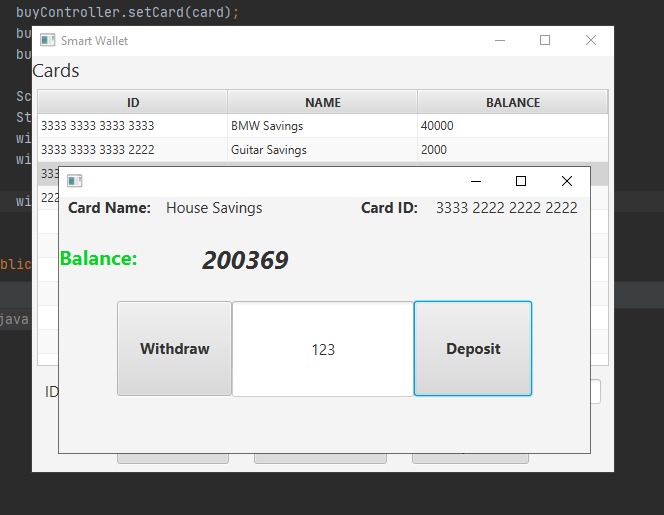 buyController.setCard(card);
bu
Smart Wallet
bu
Cards
Sc
ID NAME BALANCE
St
3333 3333 3333 3333 BMW Savings 40000
wi
3333 3333 3333 2222 Guitar Savings 2000
wi
333
222
wi
Card Name: House Savings Card ID: 3333 2222 2222 2222
Balance: 200369
blic
java
Withdraw 123 Deposit
ID